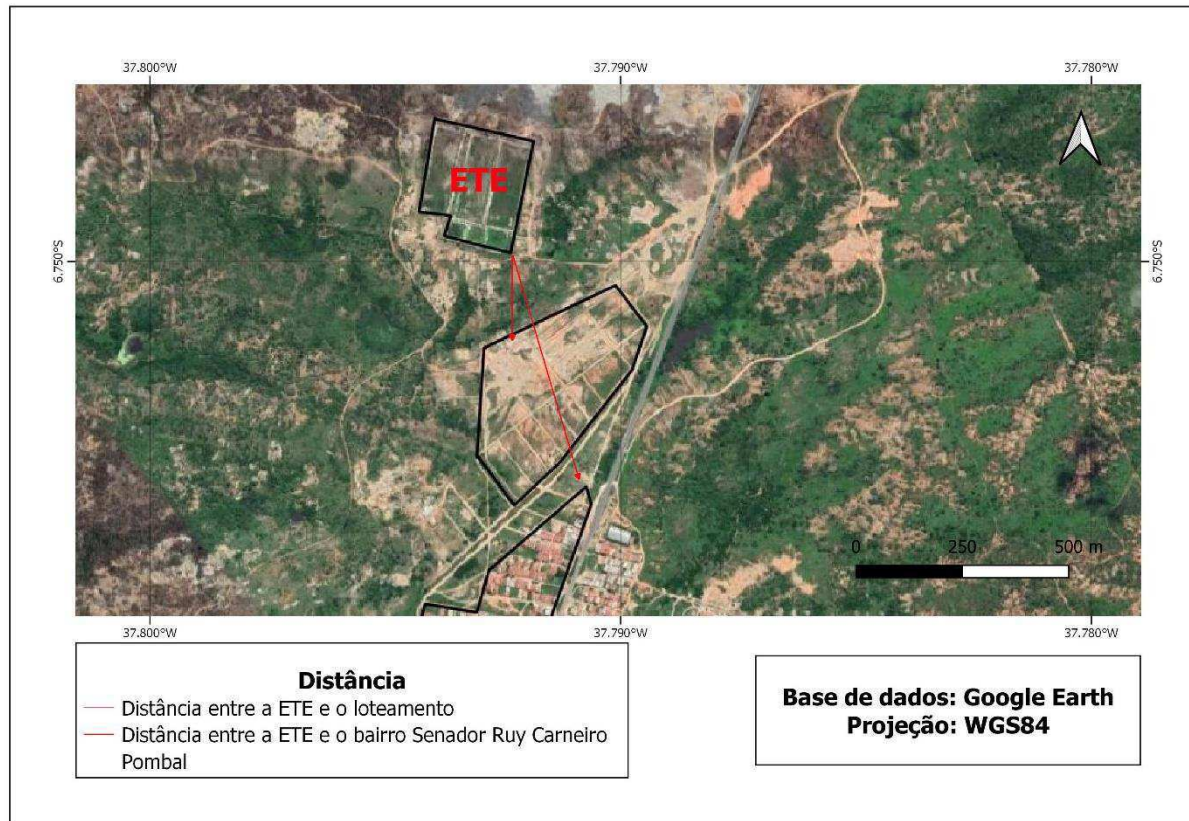 37.800°W
37.790°W
37.780°W
ETE
6.750°S
6.750°S
0
250
500 m
37.800°W
37.790°W
37.780°W
Distância
Distância entre a ETE e o loteamento
Distância entre a ETE e o bairro Senador Ruy Carneiro
Pombal
Base de dados: Google Earth
Projeção: WGS84